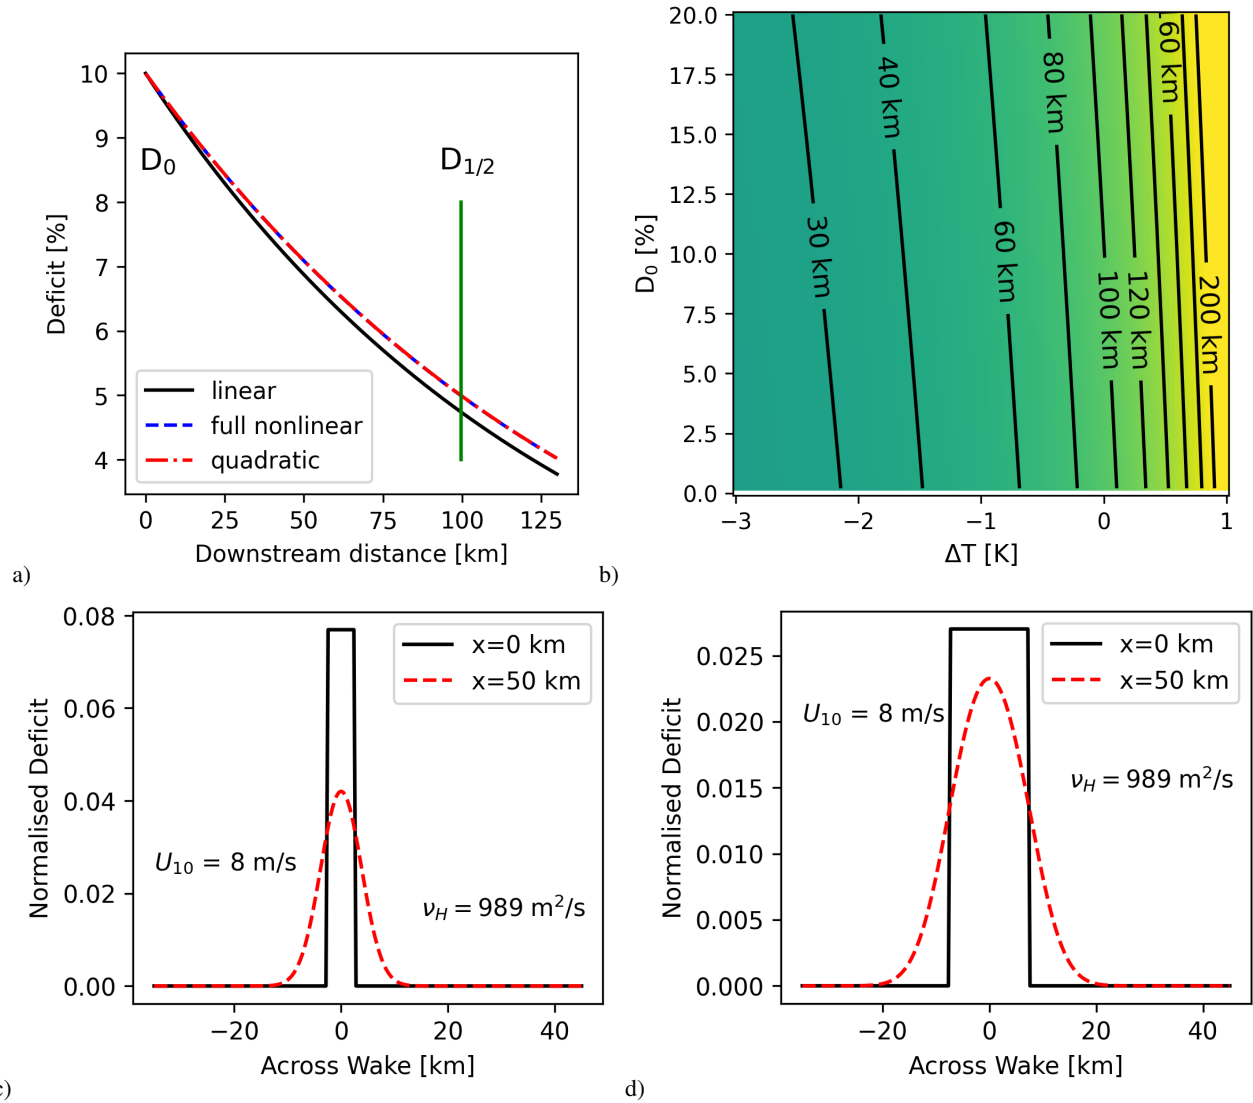 10
9
8
7
6
5
4
Deficit [%]
D₀
D₁/₂
linear
full nonlinear
quadratic
0
25
50
75
100
125
Downstream distance [km]
a)
20.0
17.5
15.0
12.5
10.0
7.5
5.0
2.5
0.0
D₀ [%]
30 km
40 km
60 km
80 km
100 km
120 km
60 km
200 km
−3
−2
−1
0
1
ΔT [K]
b)
0.08
0.06
0.04
0.02
0.00
Normalised Deficit
x=0 km
x=50 km
U₁₀ = 8 m/s
ν_H = 989 m²/s
−20
0
20
40
Across Wake [km]
c)
0.025
0.020
0.015
0.010
0.005
0.000
Normalised Deficit
x=0 km
x=50 km
U₁₀ = 8 m/s
ν_H = 989 m²/s
−20
0
20
40
Across Wake [km]
d)